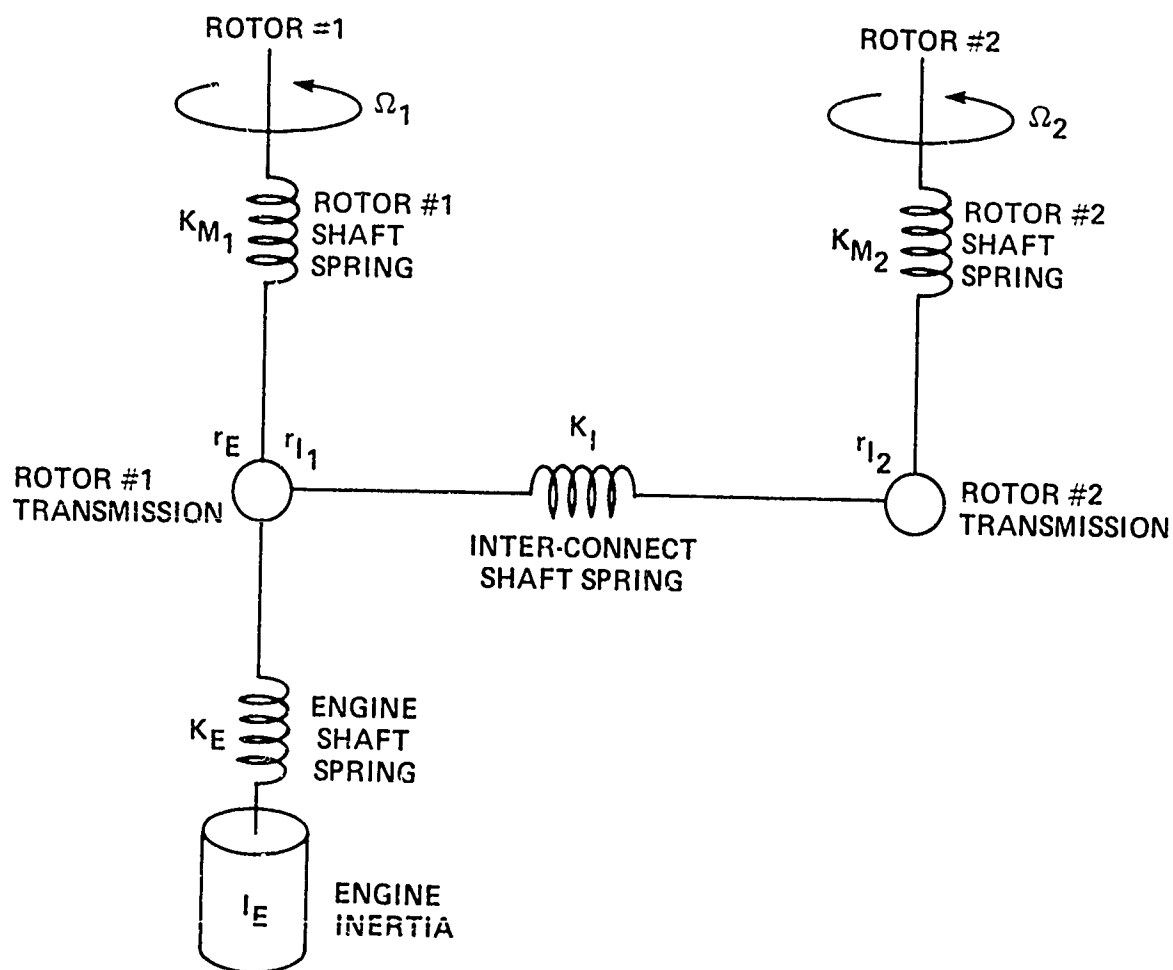 ROTOR #1
Ω1
KM1
ROTOR #1
SHAFT
SPRING
ROTOR #2
Ω2
KM2
ROTOR #2
SHAFT
SPRING
rE
rI1
ROTOR #1
TRANSMISSION
KI
INTER-CONNECT
SHAFT SPRING
rI2
ROTOR #2
TRANSMISSION
KE
ENGINE
SHAFT
SPRING
IE
ENGINE
INERTIA